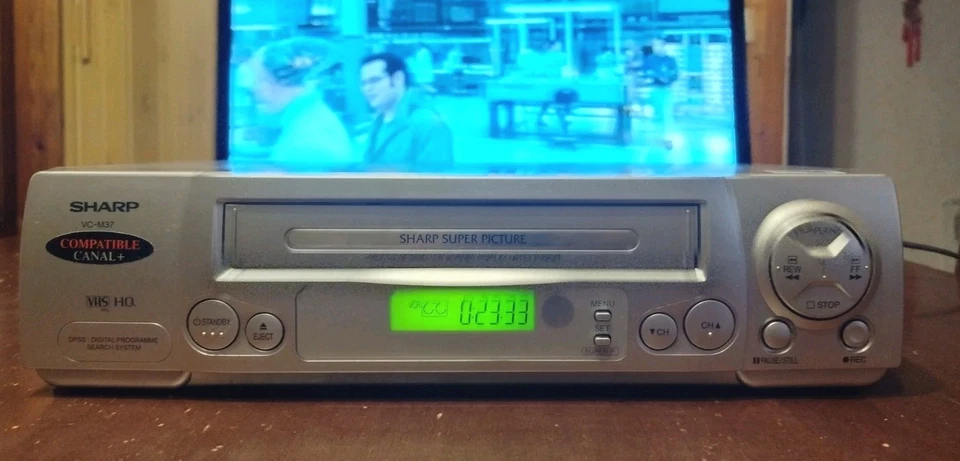 SHARP
VC-M37
COMPATIBLE
CANAL+
VHS HQ
DPSS : DIGITAL PROGRAMME
SEARCH SYSTEM
STANDBY
EJECT
SHARP SUPER PICTURE
0:23:33
MENU
SET
▼CH
CH▲
REW
◀◀
FF
▶▶
STOP
PAUSE/STILL
REC